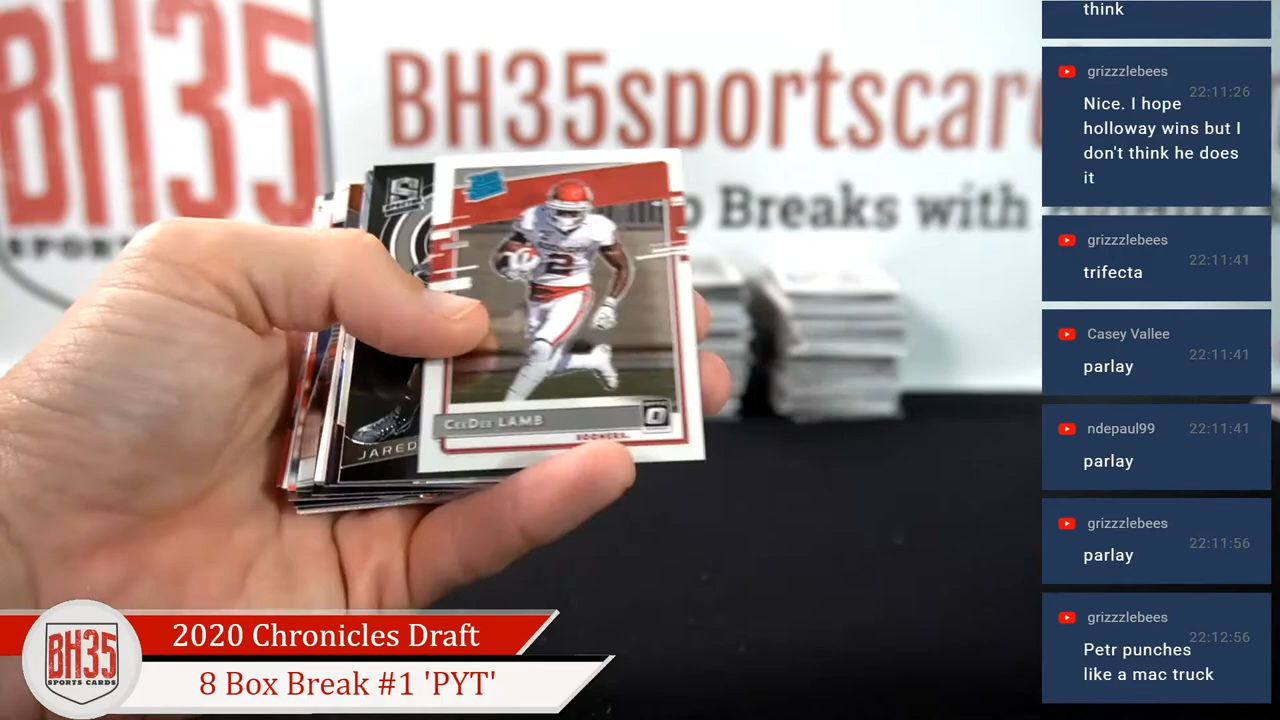 BH35
SPORTS
BH35sportscar
Breaks with
S
2
CeeDee LAMB
O
SOONERS
JARED
2020 Chronicles Draft
8 Box Break #1 'PYT'
BH35
SPORTS CARDS
think
grizzzlebees
22:11:26
Nice. I hope
holloway wins but I
don't think he does
it
grizzzlebees
22:11:41
trifecta
Casey Vallee
22:11:41
parlay
ndepaul99
22:11:41
parlay
grizzzlebees
22:11:56
parlay
grizzzlebees
22:12:56
Petr punches
like a mac truck